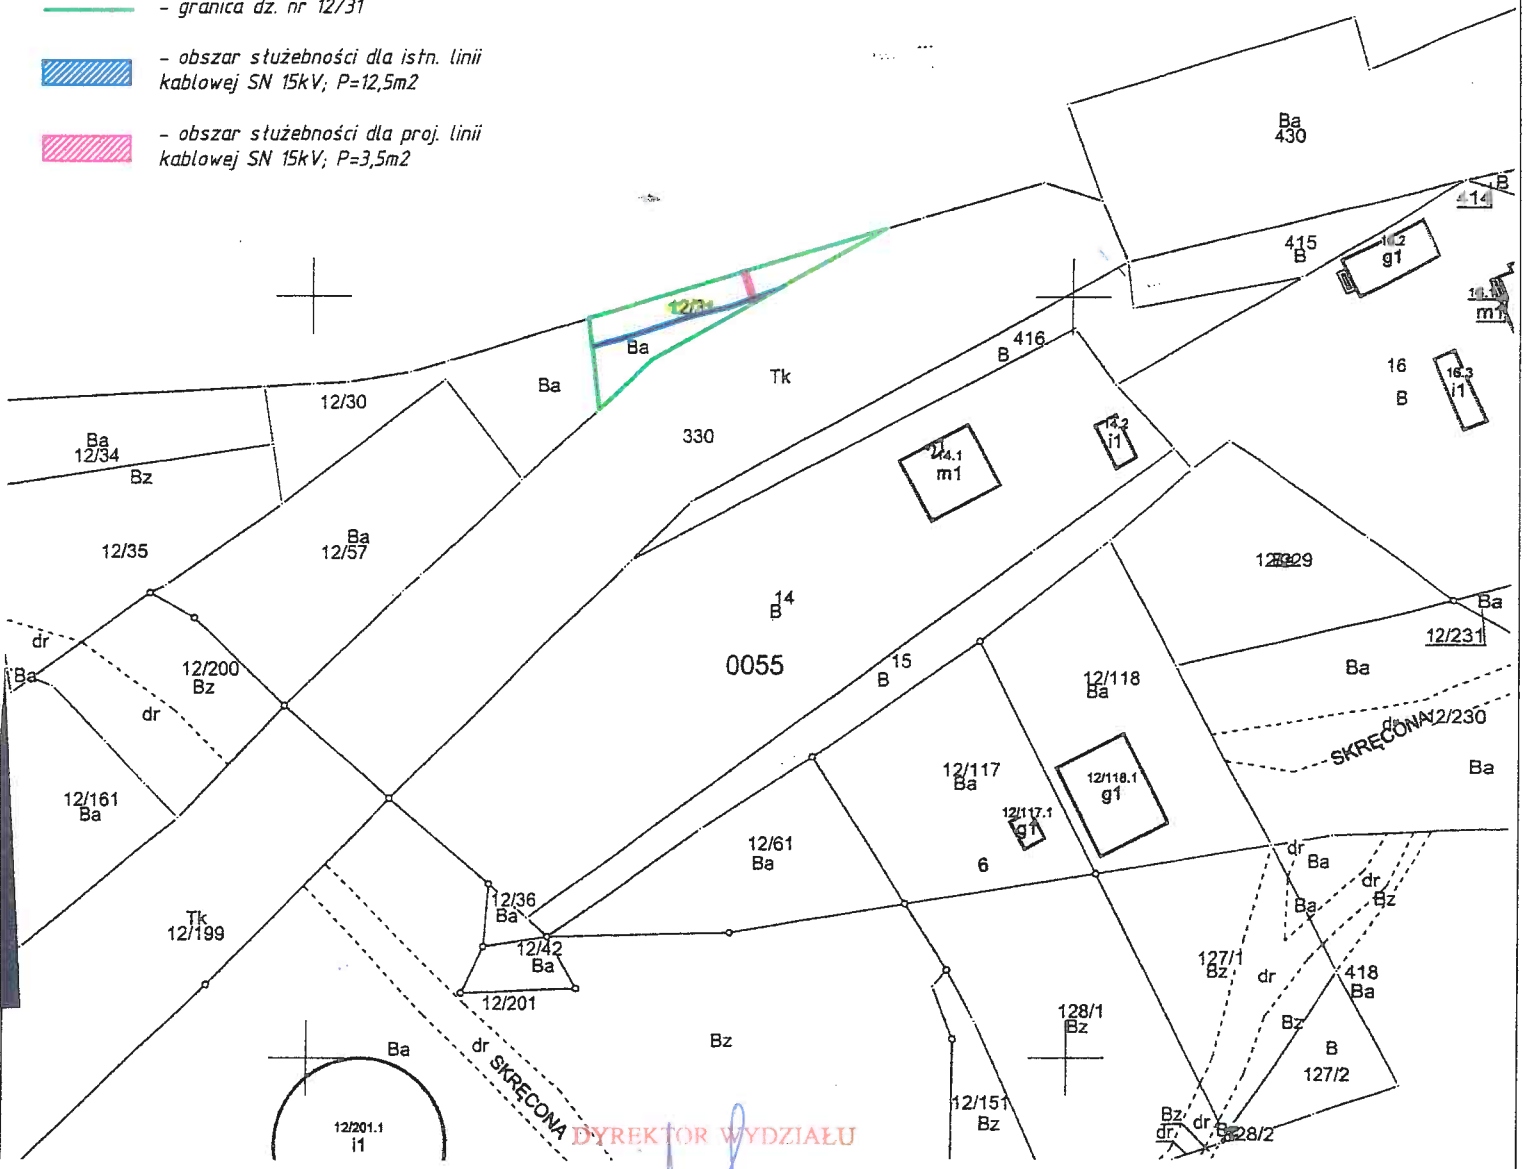 - granica dz. nr 12/31
- obszar służebności dla istn. linii
kablowej SN 15kV; P=12,5m2
- obszar służebności dla proj. linii
kablowej SN 15kV; P=3,5m2
Ba
430
B
414
415
B
16.2
g1
m1
12/31
Ba
Ba
Tk
416
B
16
B
16.3
i1
12/30
Ba
12/34
Bz
330
14.2
i1
14.1
m1
12/35
Ba
12/57
14
B
Ba
12/231
dr
Ba
12/200
Bz
dr
0055
15
B
12/118
Ba
Ba
dr
12/230
SKRĘCONA
Ba
12/161
Ba
12/117
Ba
12/118.1
g1
12/117.1
g1
12/61
Ba
6
dr
Ba
dr
Bz
Ba
12/36
Ba
Tk
12/199
12/42
Ba
12/201
127/1
Bz
dr
418
Ba
128/1
Bz
Bz
Bz
B
127/2
Ba
dr
SKRĘCONA
12/201.1
i1
12/151
Bz
Bz
dr
dr
128/2
DYREKTOR WYDZIAŁU